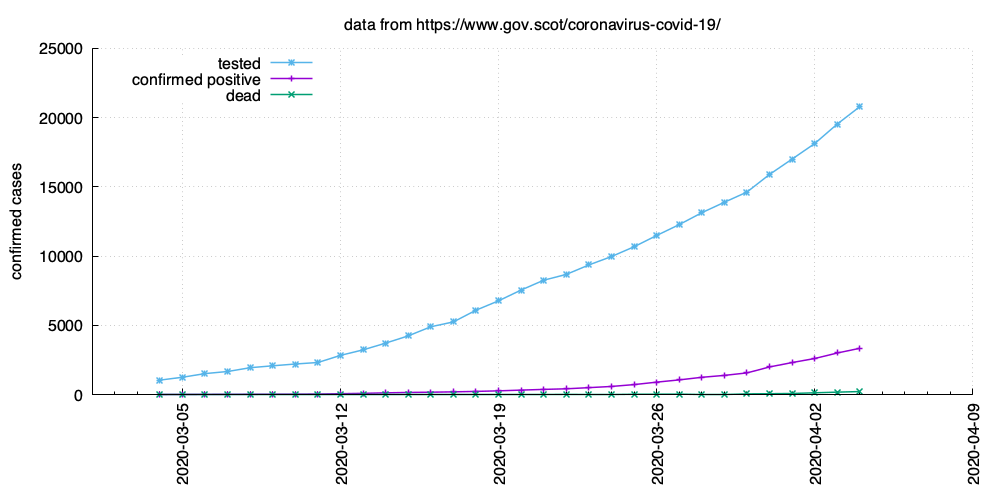 data from https://www.gov.scot/coronavirus-covid-19/
25000
20000
15000
10000
5000
0
confirmed cases
tested
confirmed positive
dead
2020-03-05
2020-03-12
2020-03-19
2020-03-26
2020-04-02
2020-04-09